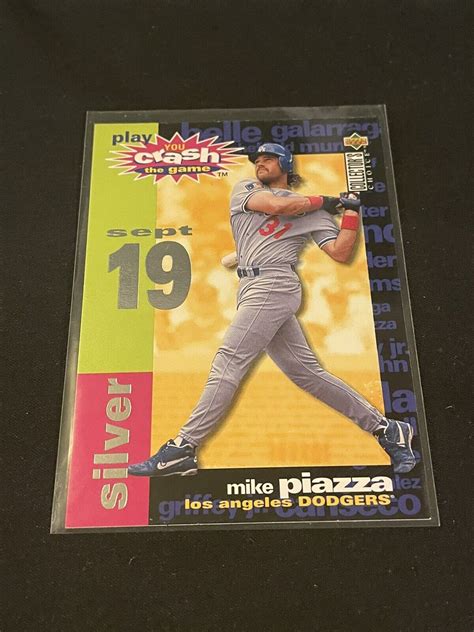 play
YOU
crash
the game™
sept
19
silver
belle galarraga
UPPER DECK
COLLECTOR'S
CHOICE
31
mike piazza
los angeles DODGERS
griffey jr.
canseco